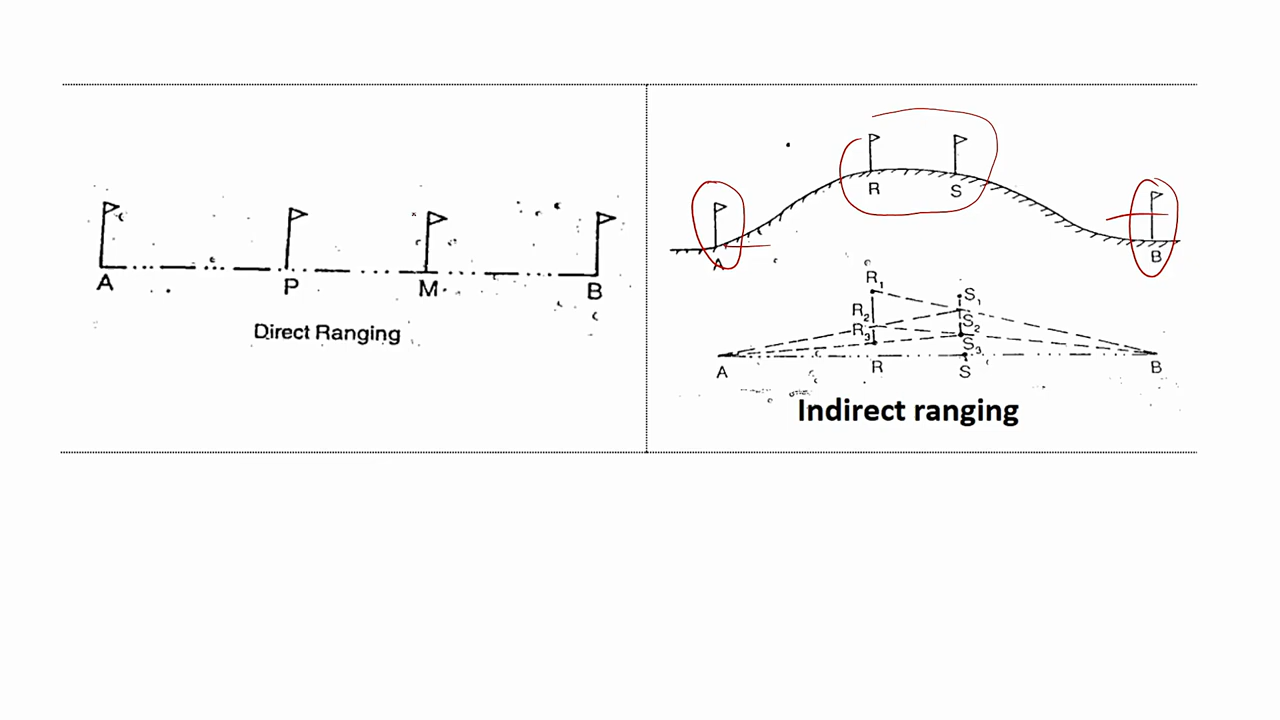 A P M B
Direct Ranging
R S
A B
R1 S1
R2 S2
R3 S3
A R S B
Indirect ranging